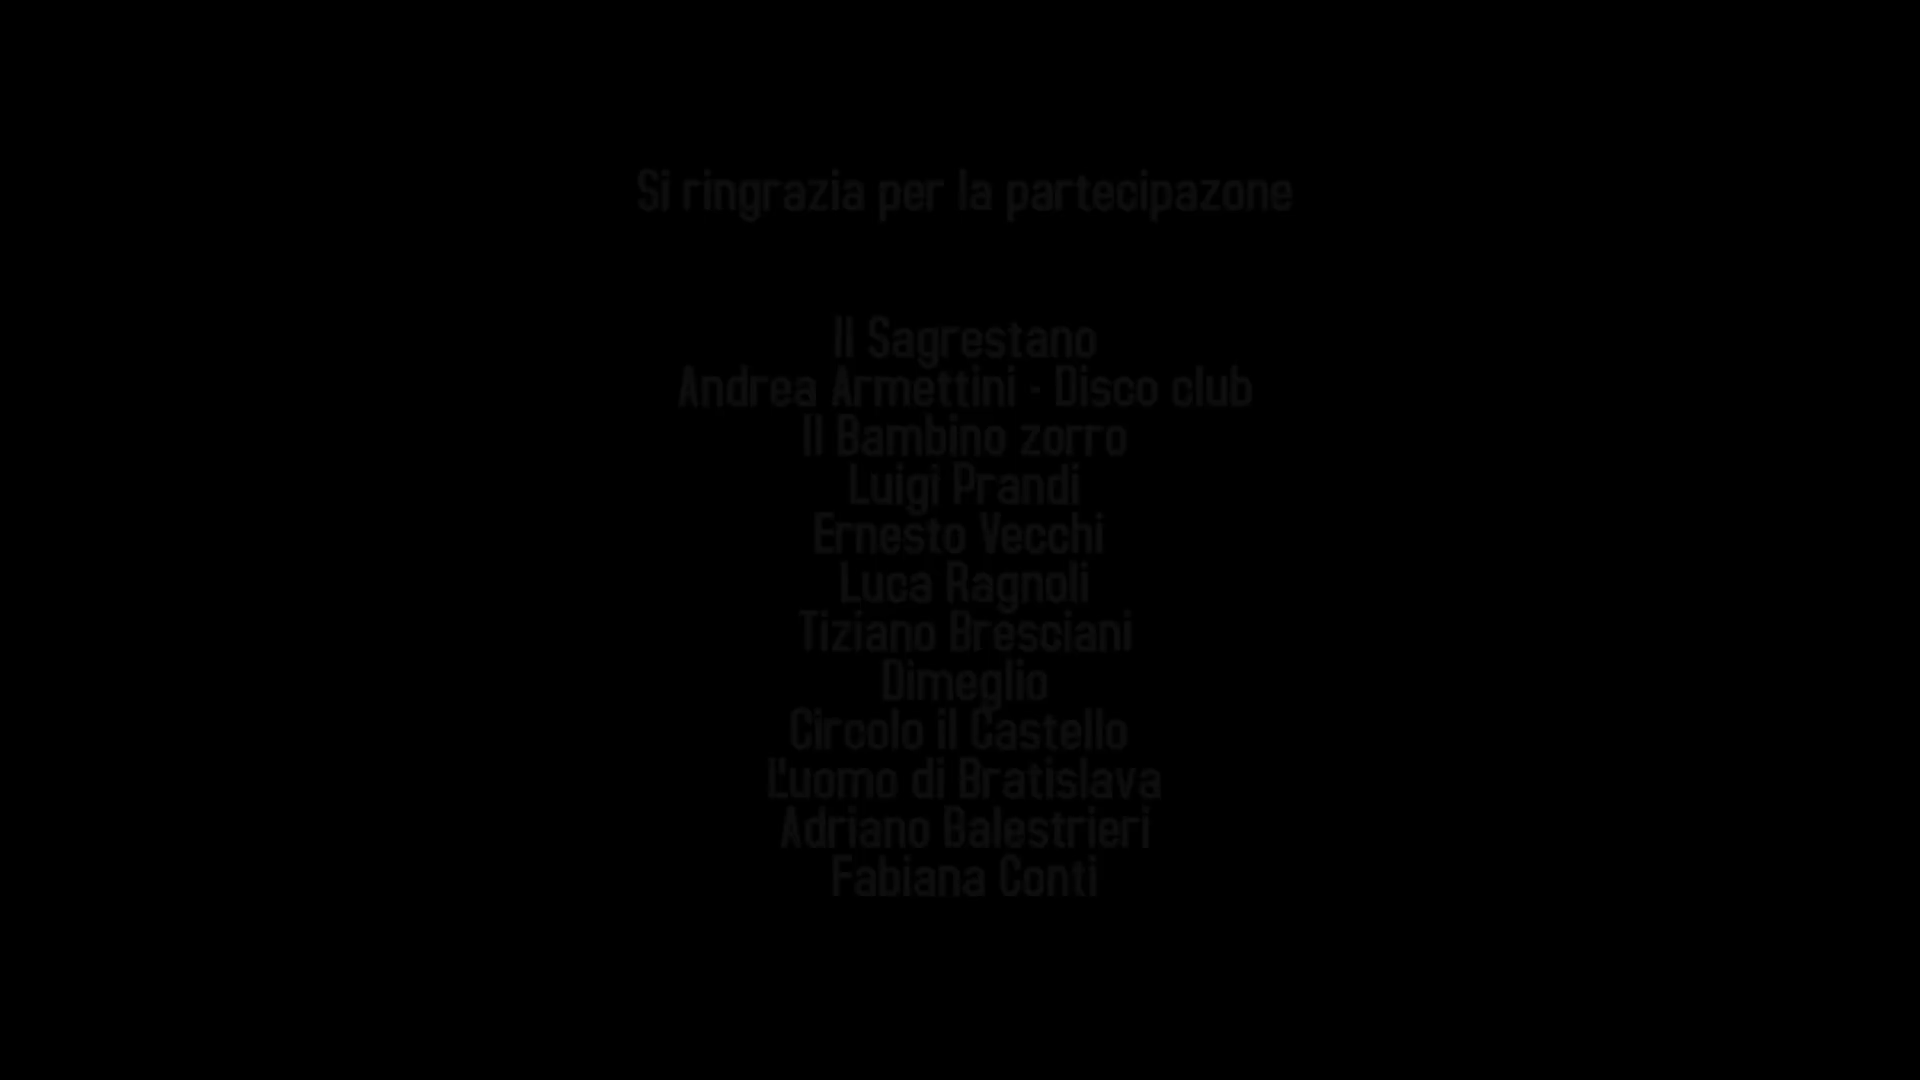 Si ringrazia per la partecipazone
Il Sagrestano
Andrea Armettini - Disco club
Il Bambino zorro
Luigi Prandi
Ernesto Vecchi
Luca Ragnoli
Tiziano Bresciani
Dimeglio
Circolo il Castello
L'uomo di Bratislava
Adriano Balestrieri
Fabiana Conti